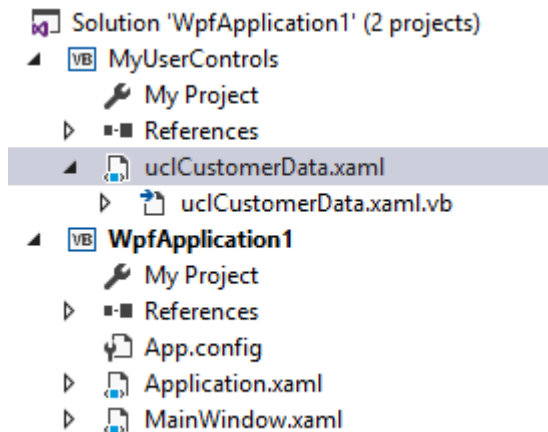 Solution 'WpfApplication1' (2 projects)
VB MyUserControls
My Project
References
uclCustomerData.xaml
uclCustomerData.xaml.vb
VB WpfApplication1
My Project
References
App.config
Application.xaml
MainWindow.xaml